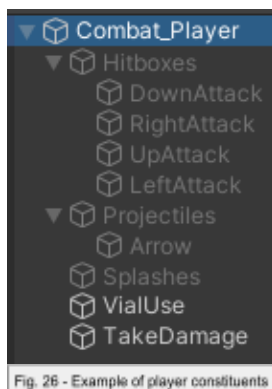 Combat_Player
Hitboxes
DownAttack
RightAttack
UpAttack
LeftAttack
Projectiles
Arrow
Splashes
VialUse
TakeDamage
Fig. 26 - Example of player constituents